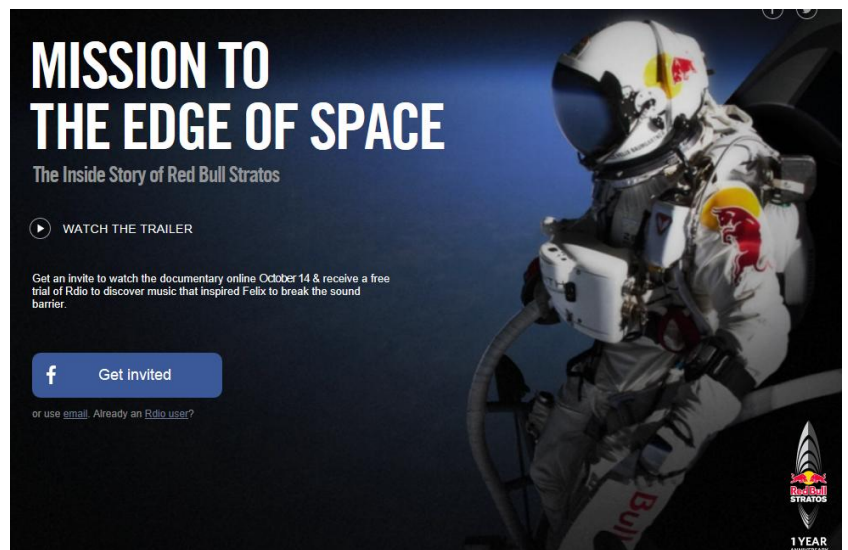 MISSION TO
THE EDGE OF SPACE
The Inside Story of Red Bull Stratos
WATCH THE TRAILER
Get an invite to watch the documentary online October 14 & receive a free
trial of Rdio to discover music that inspired Felix to break the sound
barrier.
f Get invited
or use email. Already an Rdio user?
Bull
RedBull
STRATOS
1 YEAR